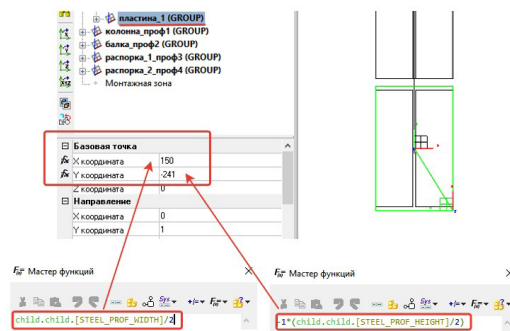 пластина_1 (GROUP)
колонна_проф1 (GROUP)
балка_проф2 (GROUP)
распорка_1_проф3 (GROUP)
распорка_2_проф4 (GROUP)
Монтажная зона
Базовая точка
X координата 150
Y координата -241
Z координата 0
Направление
X координата 0
Y координата 1
Мастер функций
child.child.[STEEL_PROF_WIDTH]/2
Мастер функций
-1*(child.child.[STEEL_PROF_HEIGHT]/2)